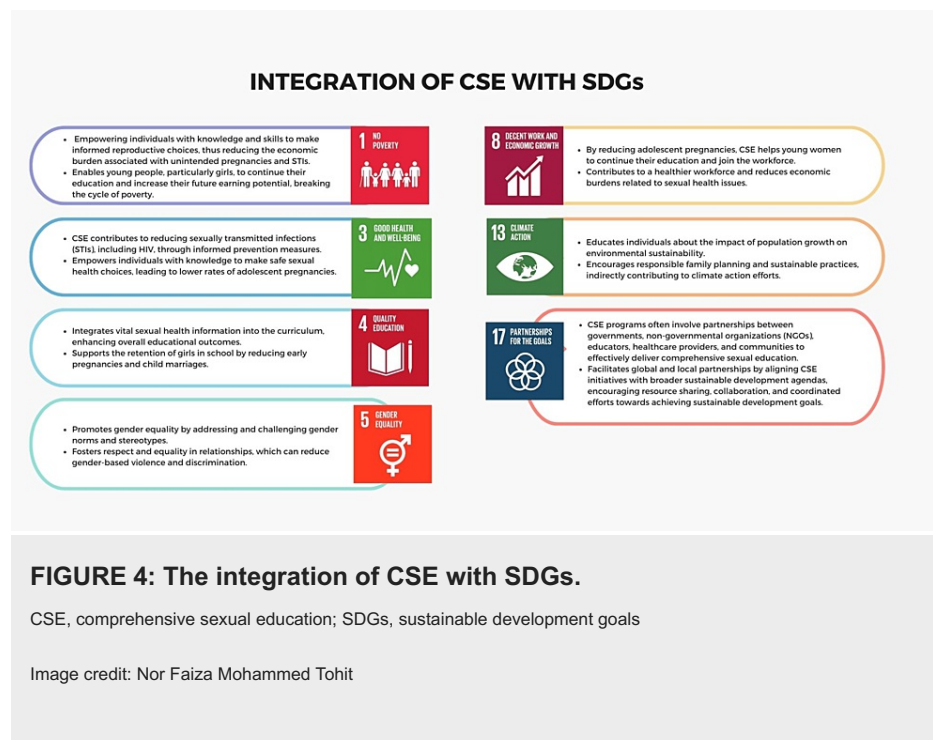 INTEGRATION OF CSE WITH SDGs
• Empowering individuals with knowledge and skills to make
informed reproductive choices, thus reducing the economic
burden associated with unintended pregnancies and STIs.
• Enables young people, particularly girls, to continue their
education and increase their future earning potential, breaking
the cycle of poverty.
1 NO
POVERTY
• CSE contributes to reducing sexually transmitted infections
(STIs), including HIV, through informed prevention measures.
• Empowers individuals with knowledge to make safe sexual
health choices, leading to lower rates of adolescent pregnancies.
3 GOOD HEALTH
AND WELL-BEING
• Integrates vital sexual health information into the curriculum,
enhancing overall educational outcomes.
• Supports the retention of girls in school by reducing early
pregnancies and child marriages.
4 QUALITY
EDUCATION
• Promotes gender equality by addressing and challenging gender
norms and stereotypes.
• Fosters respect and equality in relationships, which can reduce
gender-based violence and discrimination.
5 GENDER
EQUALITY
8 DECENT WORK AND
ECONOMIC GROWTH
• By reducing adolescent pregnancies, CSE helps young women
to continue their education and join the workforce.
• Contributes to a healthier workforce and reduces economic
burdens related to sexual health issues.
13 CLIMATE
ACTION
• Educates individuals about the impact of population growth on
environmental sustainability.
• Encourages responsible family planning and sustainable practices,
indirectly contributing to climate action efforts.
17 PARTNERSHIPS
FOR THE GOALS
• CSE programs often involve partnerships between
governments, non-governmental organizations (NGOs),
educators, healthcare providers, and communities to
effectively deliver comprehensive sexual education.
• Facilitates global and local partnerships by aligning CSE
initiatives with broader sustainable development agendas,
encouraging resource sharing, collaboration, and coordinated
efforts towards achieving sustainable development goals.
FIGURE 4: The integration of CSE with SDGs.
CSE, comprehensive sexual education; SDGs, sustainable development goals
Image credit: Nor Faiza Mohammed Tohit